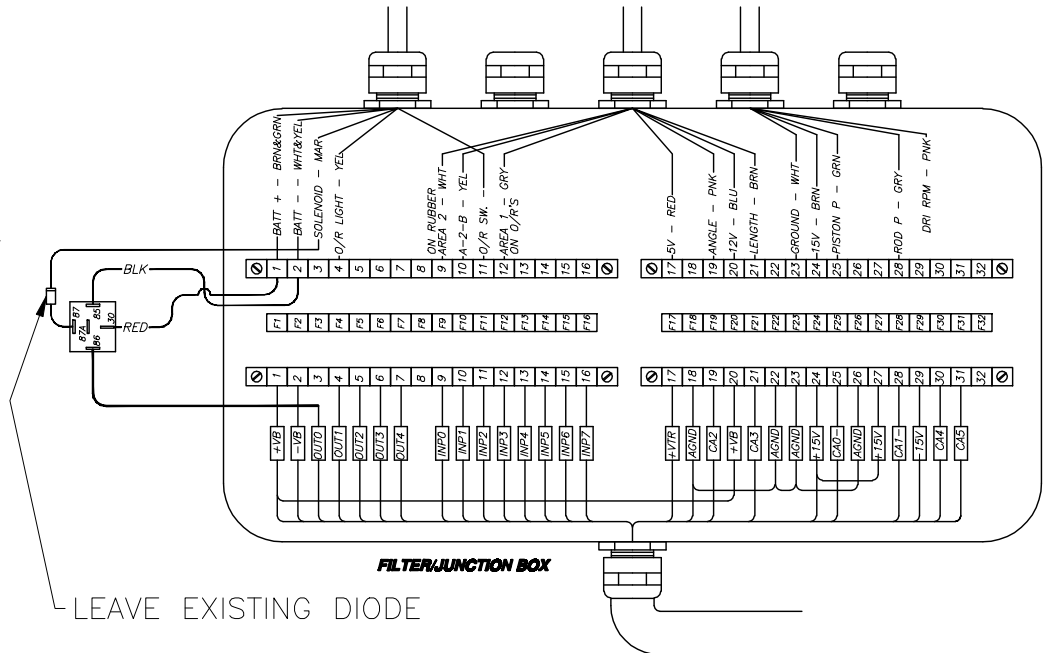 BATT + - BRN&GRN
BATT - - WHT&YEL
SOLENOID - MAR
O/R LIGHT - YEL
ON RUBBER
AREA 2 - WHT
A-2-B - YEL
O/R SW. -
AREA 1 - GRY
ON O/R'S
5V - RED
ANGLE - PNK
12V - BLU
LENGTH - BRN
GROUND - WHT
15V - BRN
PISTON P - GRN
ROD P - GRY
DRI RPM - PNK
1 2 3 4 5 6 7 8 9 10 11 12 13 14 15 16
17 18 19 20 21 22 23 24 25 26 27 28 29 30 31 32
BLK
RED
87
87A
85
30
86
F1 F2 F3 F4 F5 F6 F7 F8 F9 F10 F11 F12 F13 F14 F15 F16
F17 F18 F19 F20 F21 F22 F23 F24 F25 F26 F27 F28 F29 F30 F31 F32
1 2 3 4 5 6 7 8 9 10 11 12 13 14 15 16
17 18 19 20 21 22 23 24 25 26 27 28 29 30 31 32
+VB -VB OUT0 OUT1 OUT2 OUT3 OUT4 INP0 INP1 INP2 INP3 INP4 INP5 INP6 INP7
+VTR AGND CA2 +VB CA3 AGND AGND +15V CA0- AGND +15V CA1- -15V CA4 CA5
FILTER/JUNCTION BOX
LEAVE EXISTING DIODE